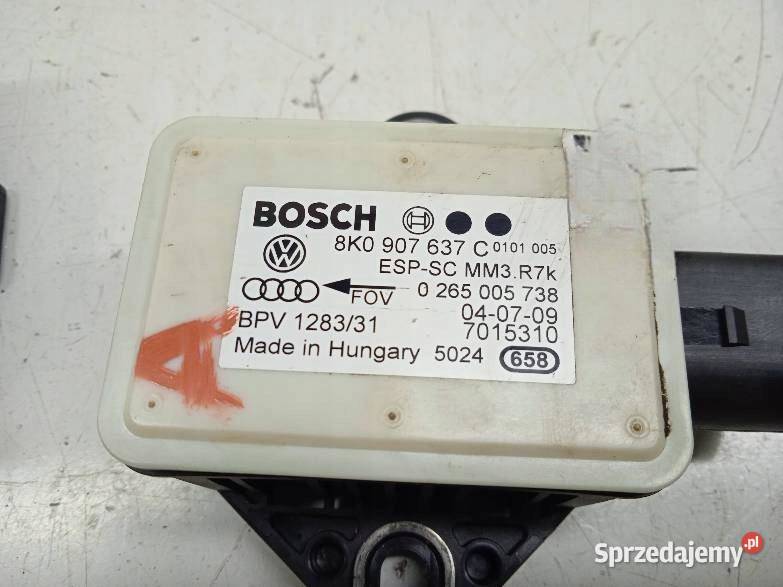 BOSCH
8K0 907 637 C 0101 005
ESP-SC MM3.R7k
FOV 0 265 005 738
04-07-09
BPV 1283/31 7015310
Made in Hungary 5024 658
A
Sprzedajemy.pl